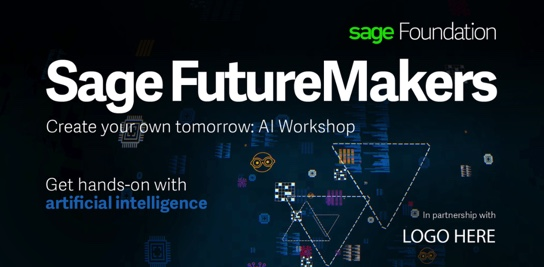 sage Foundation
Sage FutureMakers
Create your own tomorrow: AI Workshop
Get hands-on with
artificial intelligence
In partnership with
LOGO HERE